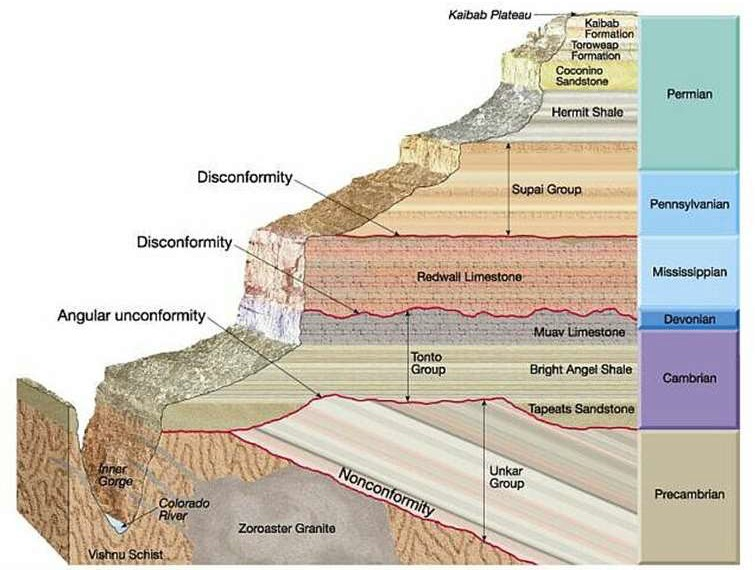 Kaibab Plateau
Kaibab
Formation
Toroweap
Formation
Coconino
Sandstone
Permian
Hermit Shale
Disconformity
Supai Group
Pennsylvanian
Disconformity
Redwall Limestone
Mississippian
Angular unconformity
Devonian
Muav Limestone
Tonto
Group
Bright Angel Shale
Cambrian
Tapeats Sandstone
Inner
Gorge
Nonconformity
Unkar
Group
Precambrian
Colorado
River
Zoroaster Granite
Vishnu Schist